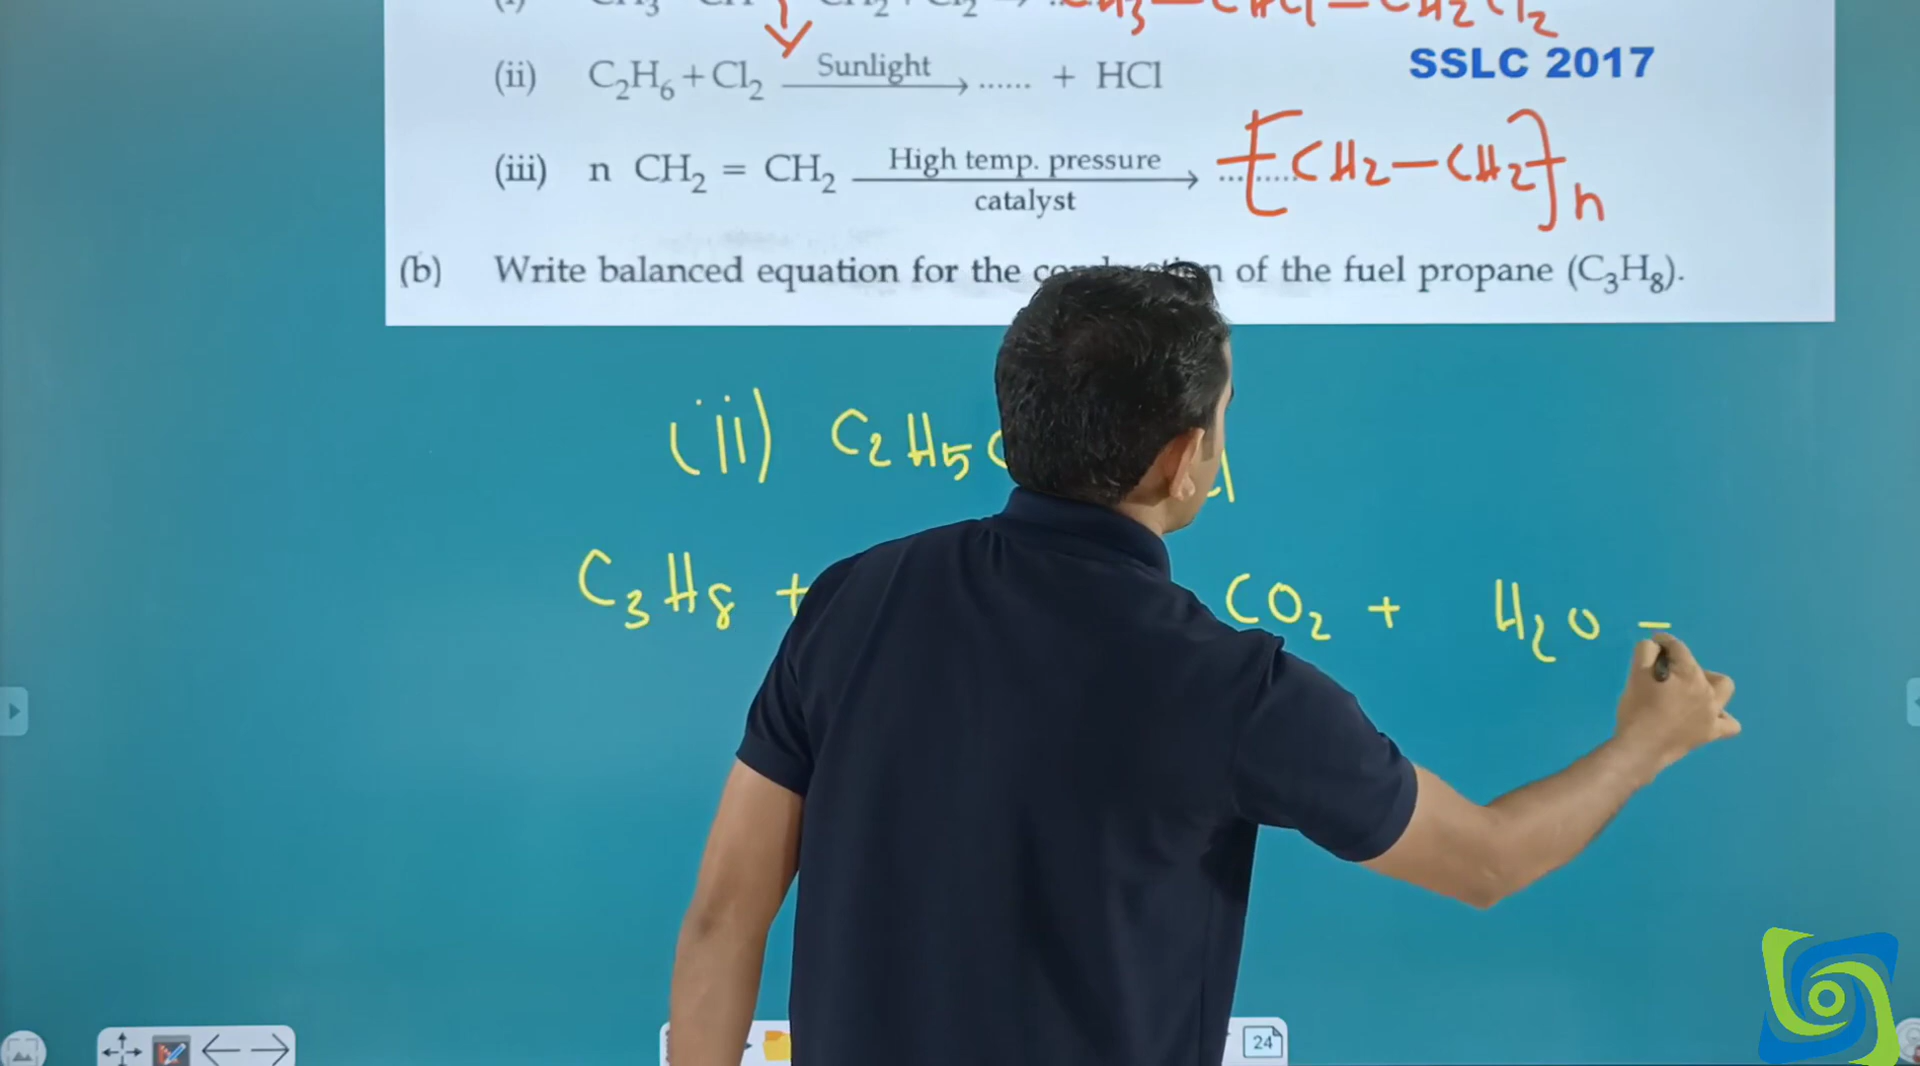 (ii) C₂H₆ + Cl₂ Sunlight → ...... + HCl
SSLC 2017
(iii) n CH₂ = CH₂ High temp. pressure catalyst → ......... [CH₂-CH₂]n
(b) Write balanced equation for the of the fuel propane (C₃H₈).
(ii) C₂H₅
C₃H₈ + CO₂ + H₂O
24